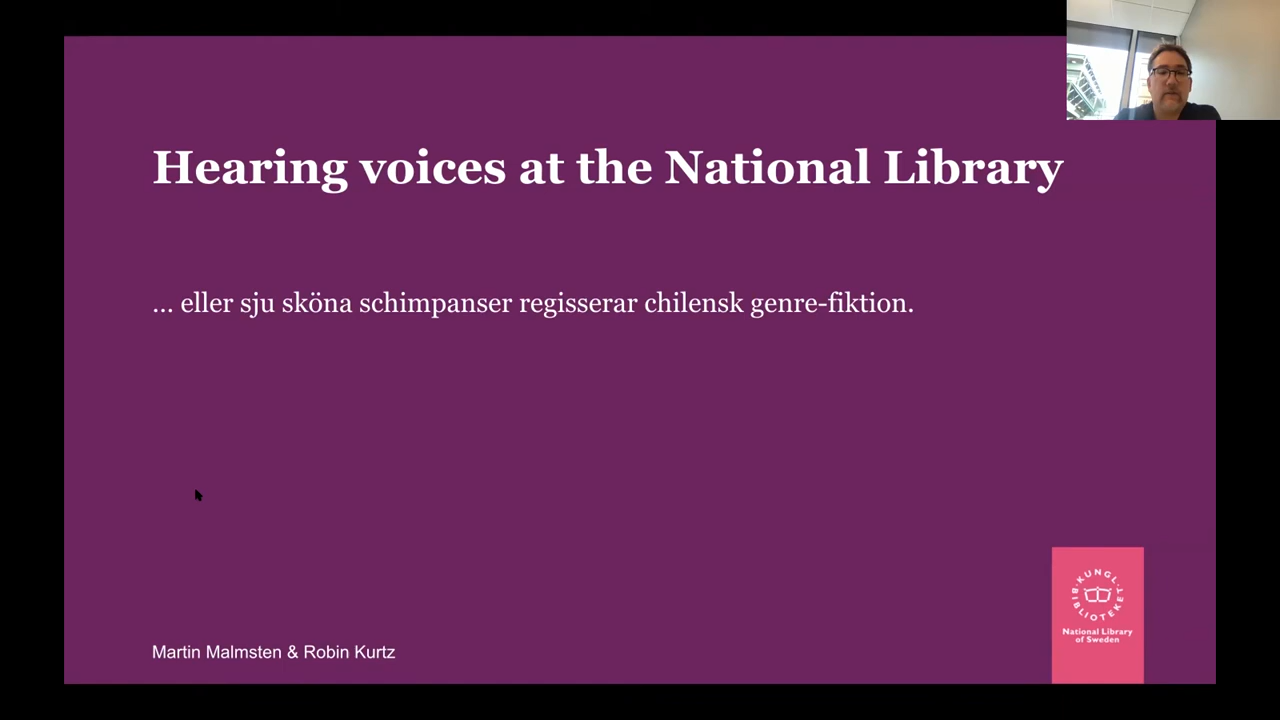 Hearing voices at the National Library
... eller sju sköna schimpanser regisserar chilensk genre-fiktion.
KUNGL·
BIBLIOTEKET·
National Library
of Sweden
Martin Malmsten & Robin Kurtz